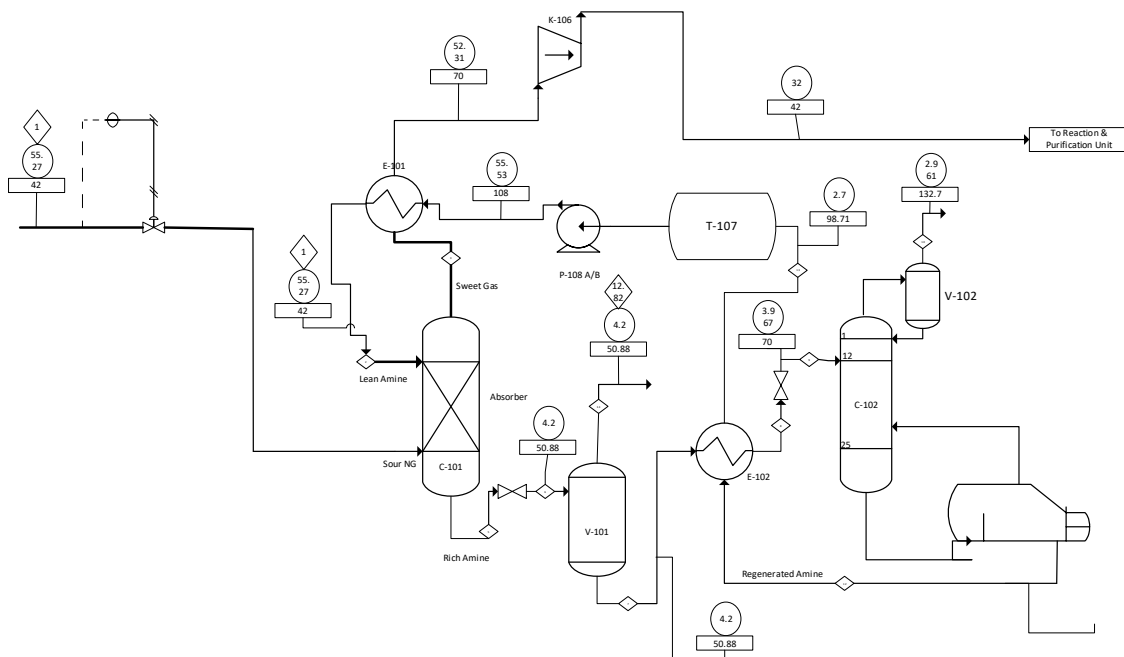 K-106
52.
31
70
32
42
To Reaction &
Purification Unit
1
55.
27
42
E-101
55.
53
108
T-107
2.7
98.71
2.9
61
132.7
P-108 A/B
V-102
1
55.
27
42
Sweet Gas
12.
82
4.2
50.88
3.9
67
70
1
12
C-102
25
Lean Amine
Absorber
4.2
50.88
Sour NG
C-101
E-102
V-101
Rich Amine
Regenerated Amine
4.2
50.88